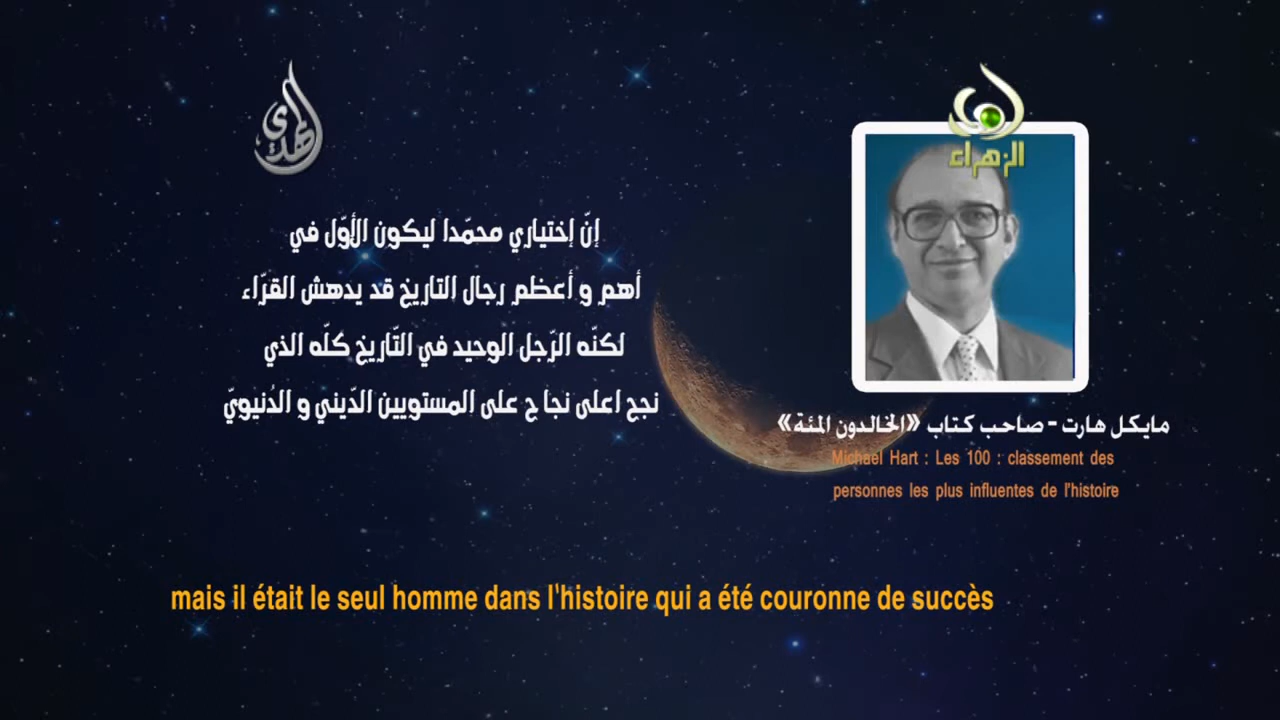 المهدي
الزهراء
إنّ إختياري محمّدا ليكون الأوّل في
أهم و أعظم رجال التاريخ قد يدهش القرّاء
لكنّه الرّجل الوحيد في التّاريخ كلّه الذي
نجح اعلى نجاح على المستويين الدّيني و الدُنيويّ
مايكل هارت - صاحب كتاب «الخالدون المئة»
Michael Hart : Les 100 : classement des
personnes les plus influentes de l'histoire
mais il était le seul homme dans l'histoire qui a été couronne de succès